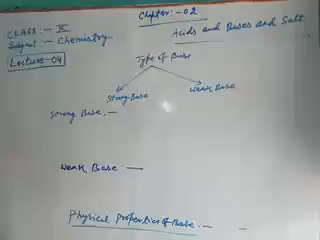 Chapter:-02
CLASS:- X
Acids and Bases and Salt
Subject:- Chemistry.
Lecture-04
Type of Base
Strong Base
Weak Base
Strong Base:-
Weak Base:-
Physical properties of Base:-